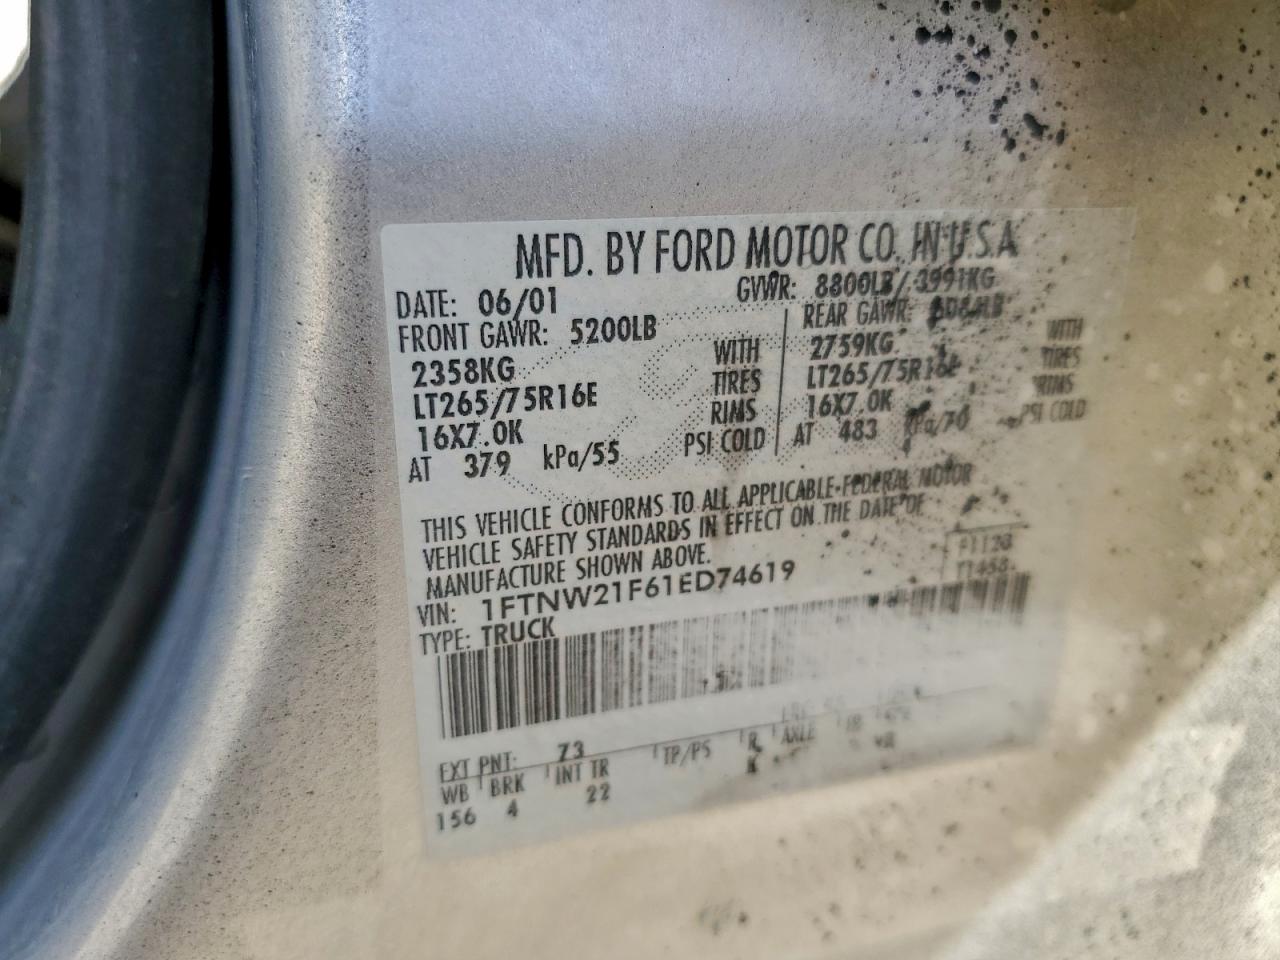 MFD. BY FORD MOTOR CO. IN U.S.A.
DATE: 06/01 GVWR: 8800LB/ 3991KG
FRONT GAWR: 5200LB REAR GAWR:
2358KG WITH 2759KG WITH
LT265/75R16E TIRES LT265/75R16E TIRES
16X7.0K RIMS 16X7.0K RIMS
AT 379 kPa/55 PSI COLD AT 483 kPa/70 PSI COLD
THIS VEHICLE CONFORMS TO ALL APPLICABLE FEDERAL MOTOR
VEHICLE SAFETY STANDARDS IN EFFECT ON THE DATE OF
MANUFACTURE SHOWN ABOVE.
VIN: 1FTNW21F61ED74619
TYPE: TRUCK
EXT PNT: Z3
WB BRK INT TR TP/PS R AXLE
156 4 22 K